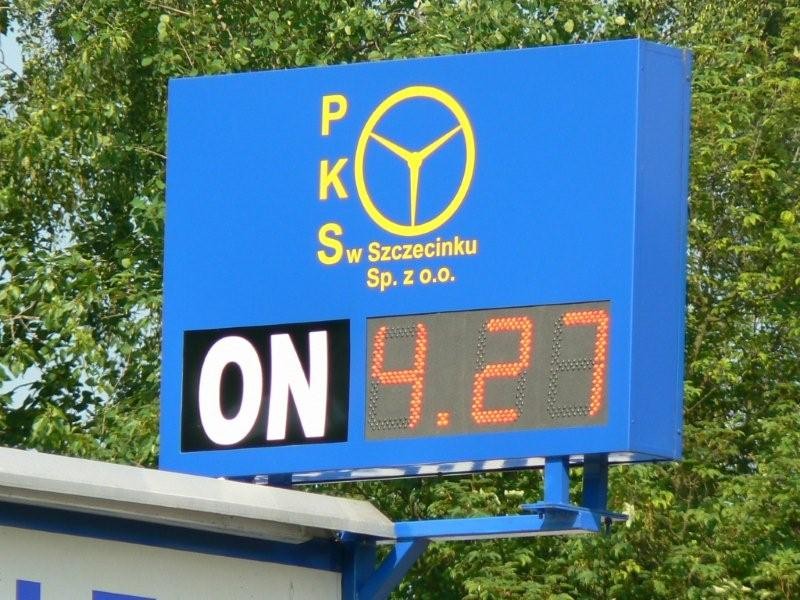 P
K
S w Szczecinku
Sp. z o.o.
ON 4.27